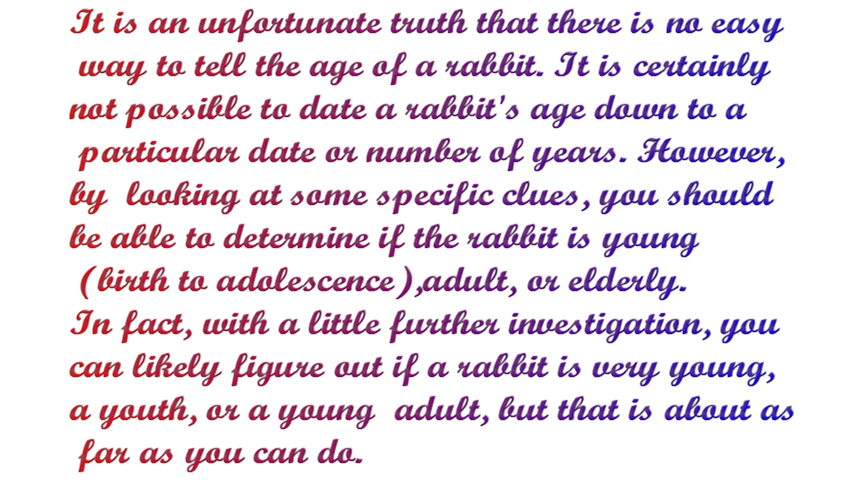 It is an unfortunate truth that there is no easy
way to tell the age of a rabbit. It is certainly
not possible to date a rabbit's age down to a
particular date or number of years. However,
by looking at some specific clues, you should
be able to determine if the rabbit is young
(birth to adolescence),adult, or elderly.
In fact, with a little further investigation, you
can likely figure out if a rabbit is very young,
a youth, or a young adult, but that is about as
far as you can do.